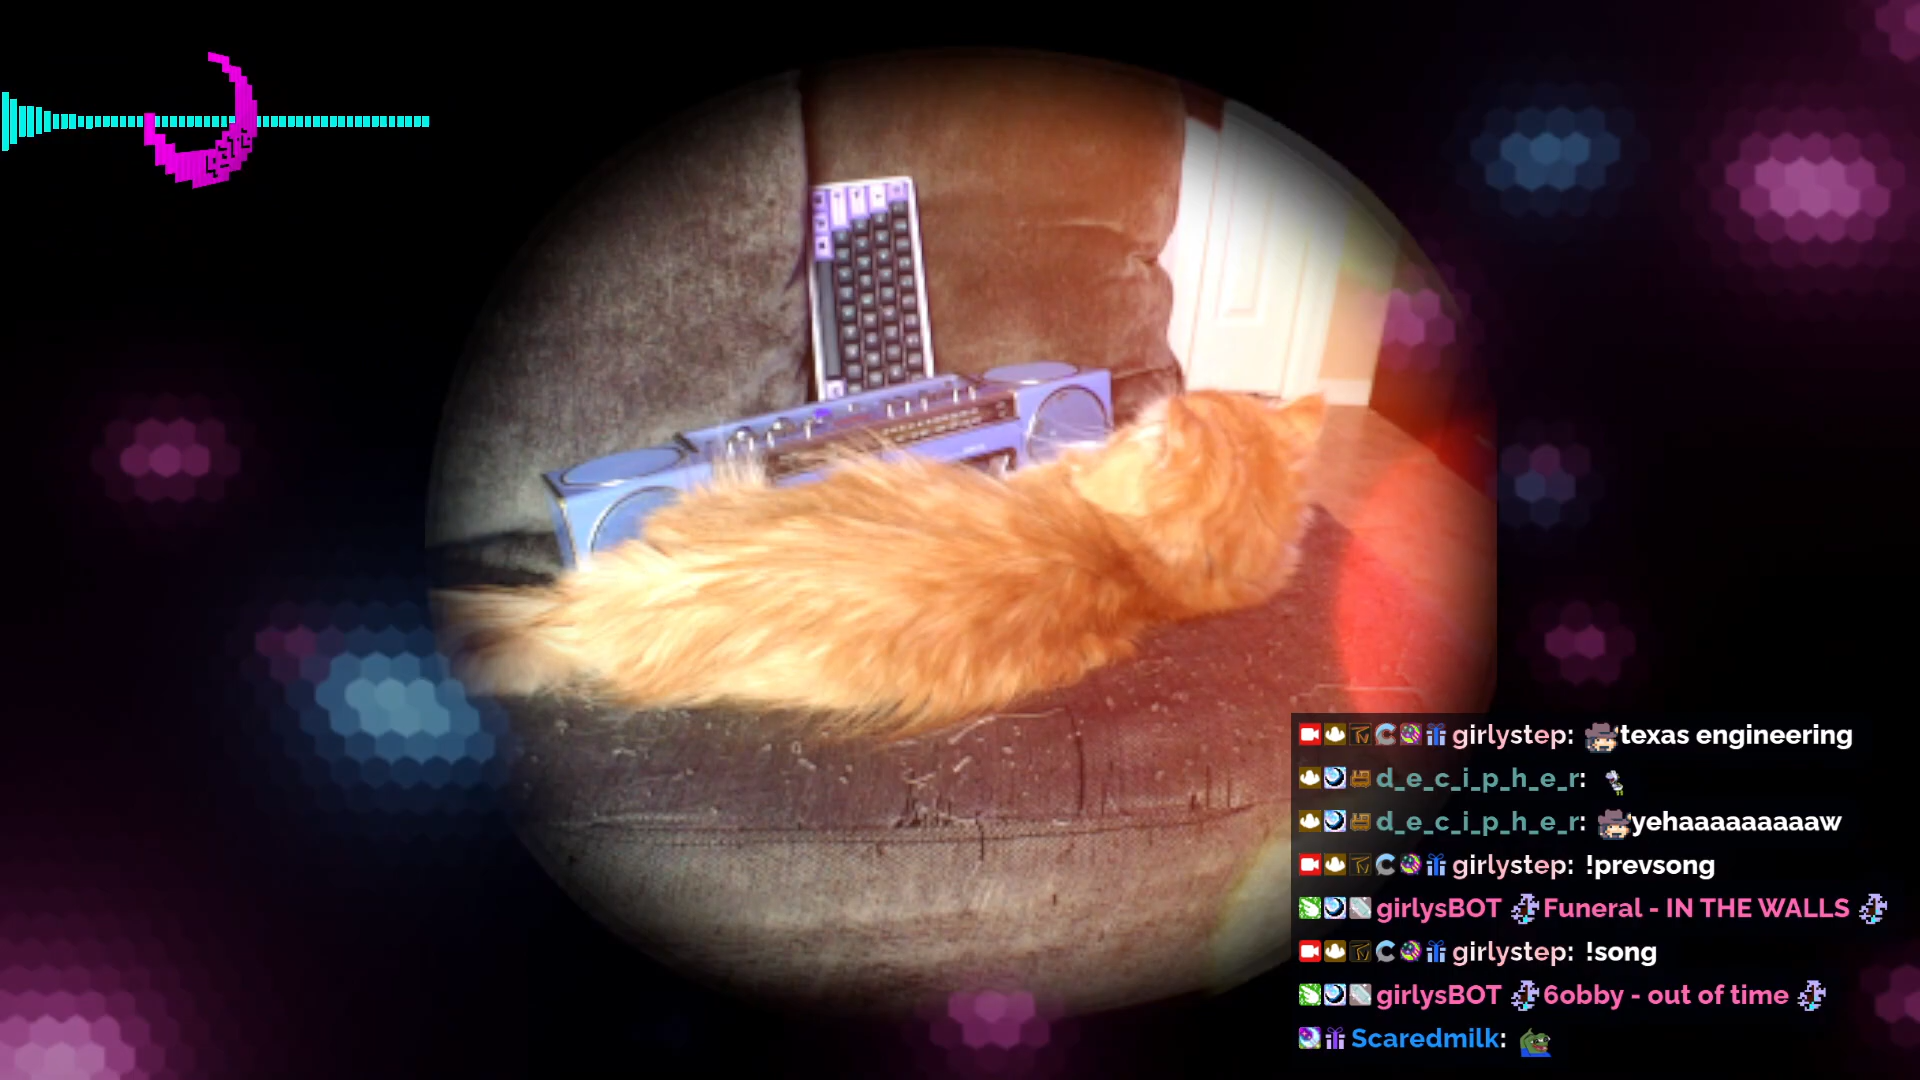 girlystep: texas engineering
d_e_c_i_p_h_e_r:
d_e_c_i_p_h_e_r: yehaaaaaaaaaw
girlystep: !prevsong
girlysBOT Funeral - IN THE WALLS
girlystep: !song
girlysBOT 6obby - out of time
Scaredmilk: